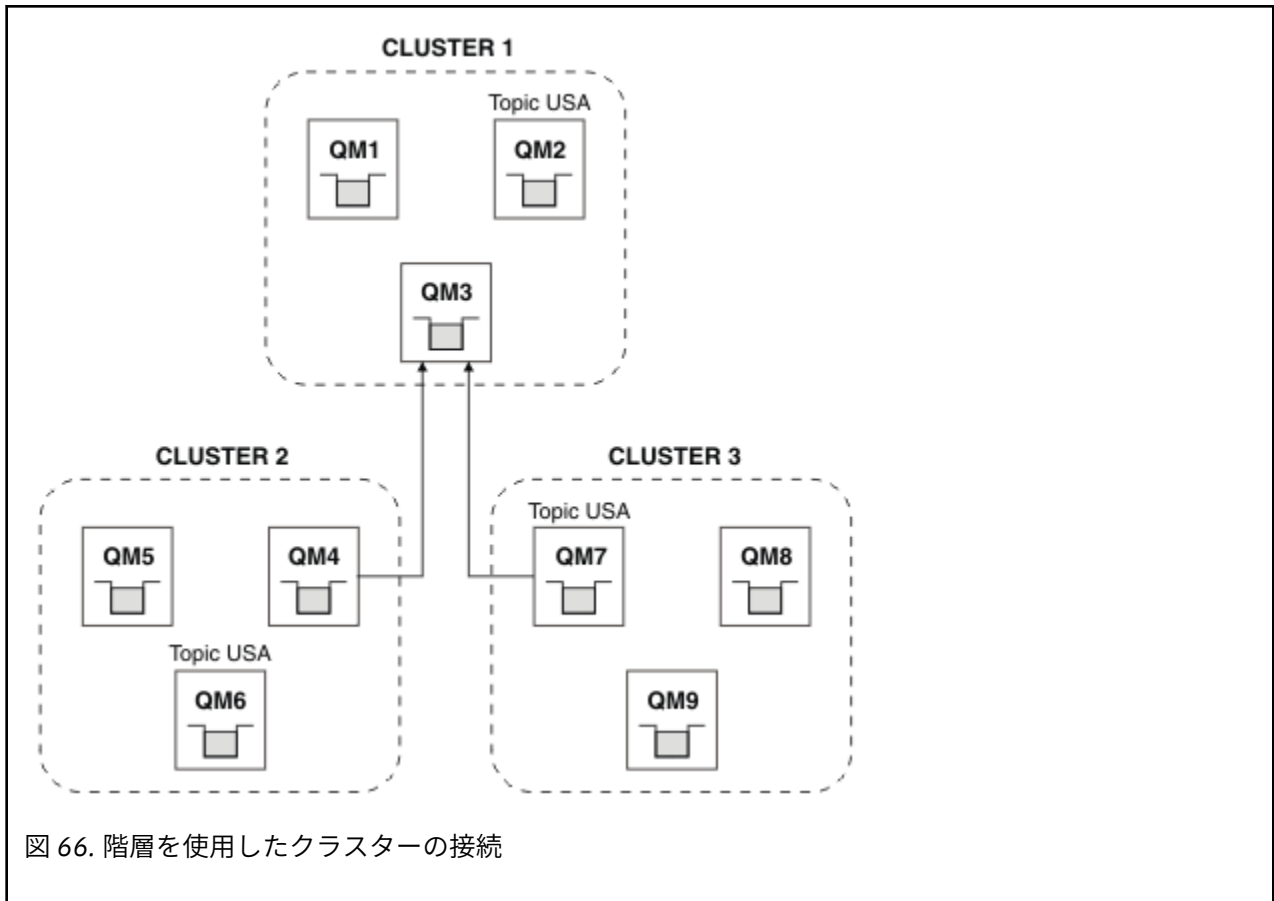 CLUSTER 1
Topic USA
QM1
QM2
QM3
CLUSTER 2
CLUSTER 3
Topic USA
QM5
QM4
QM7
QM8
Topic USA
QM6
QM9
図 66. 階層を使用したクラスターの接続